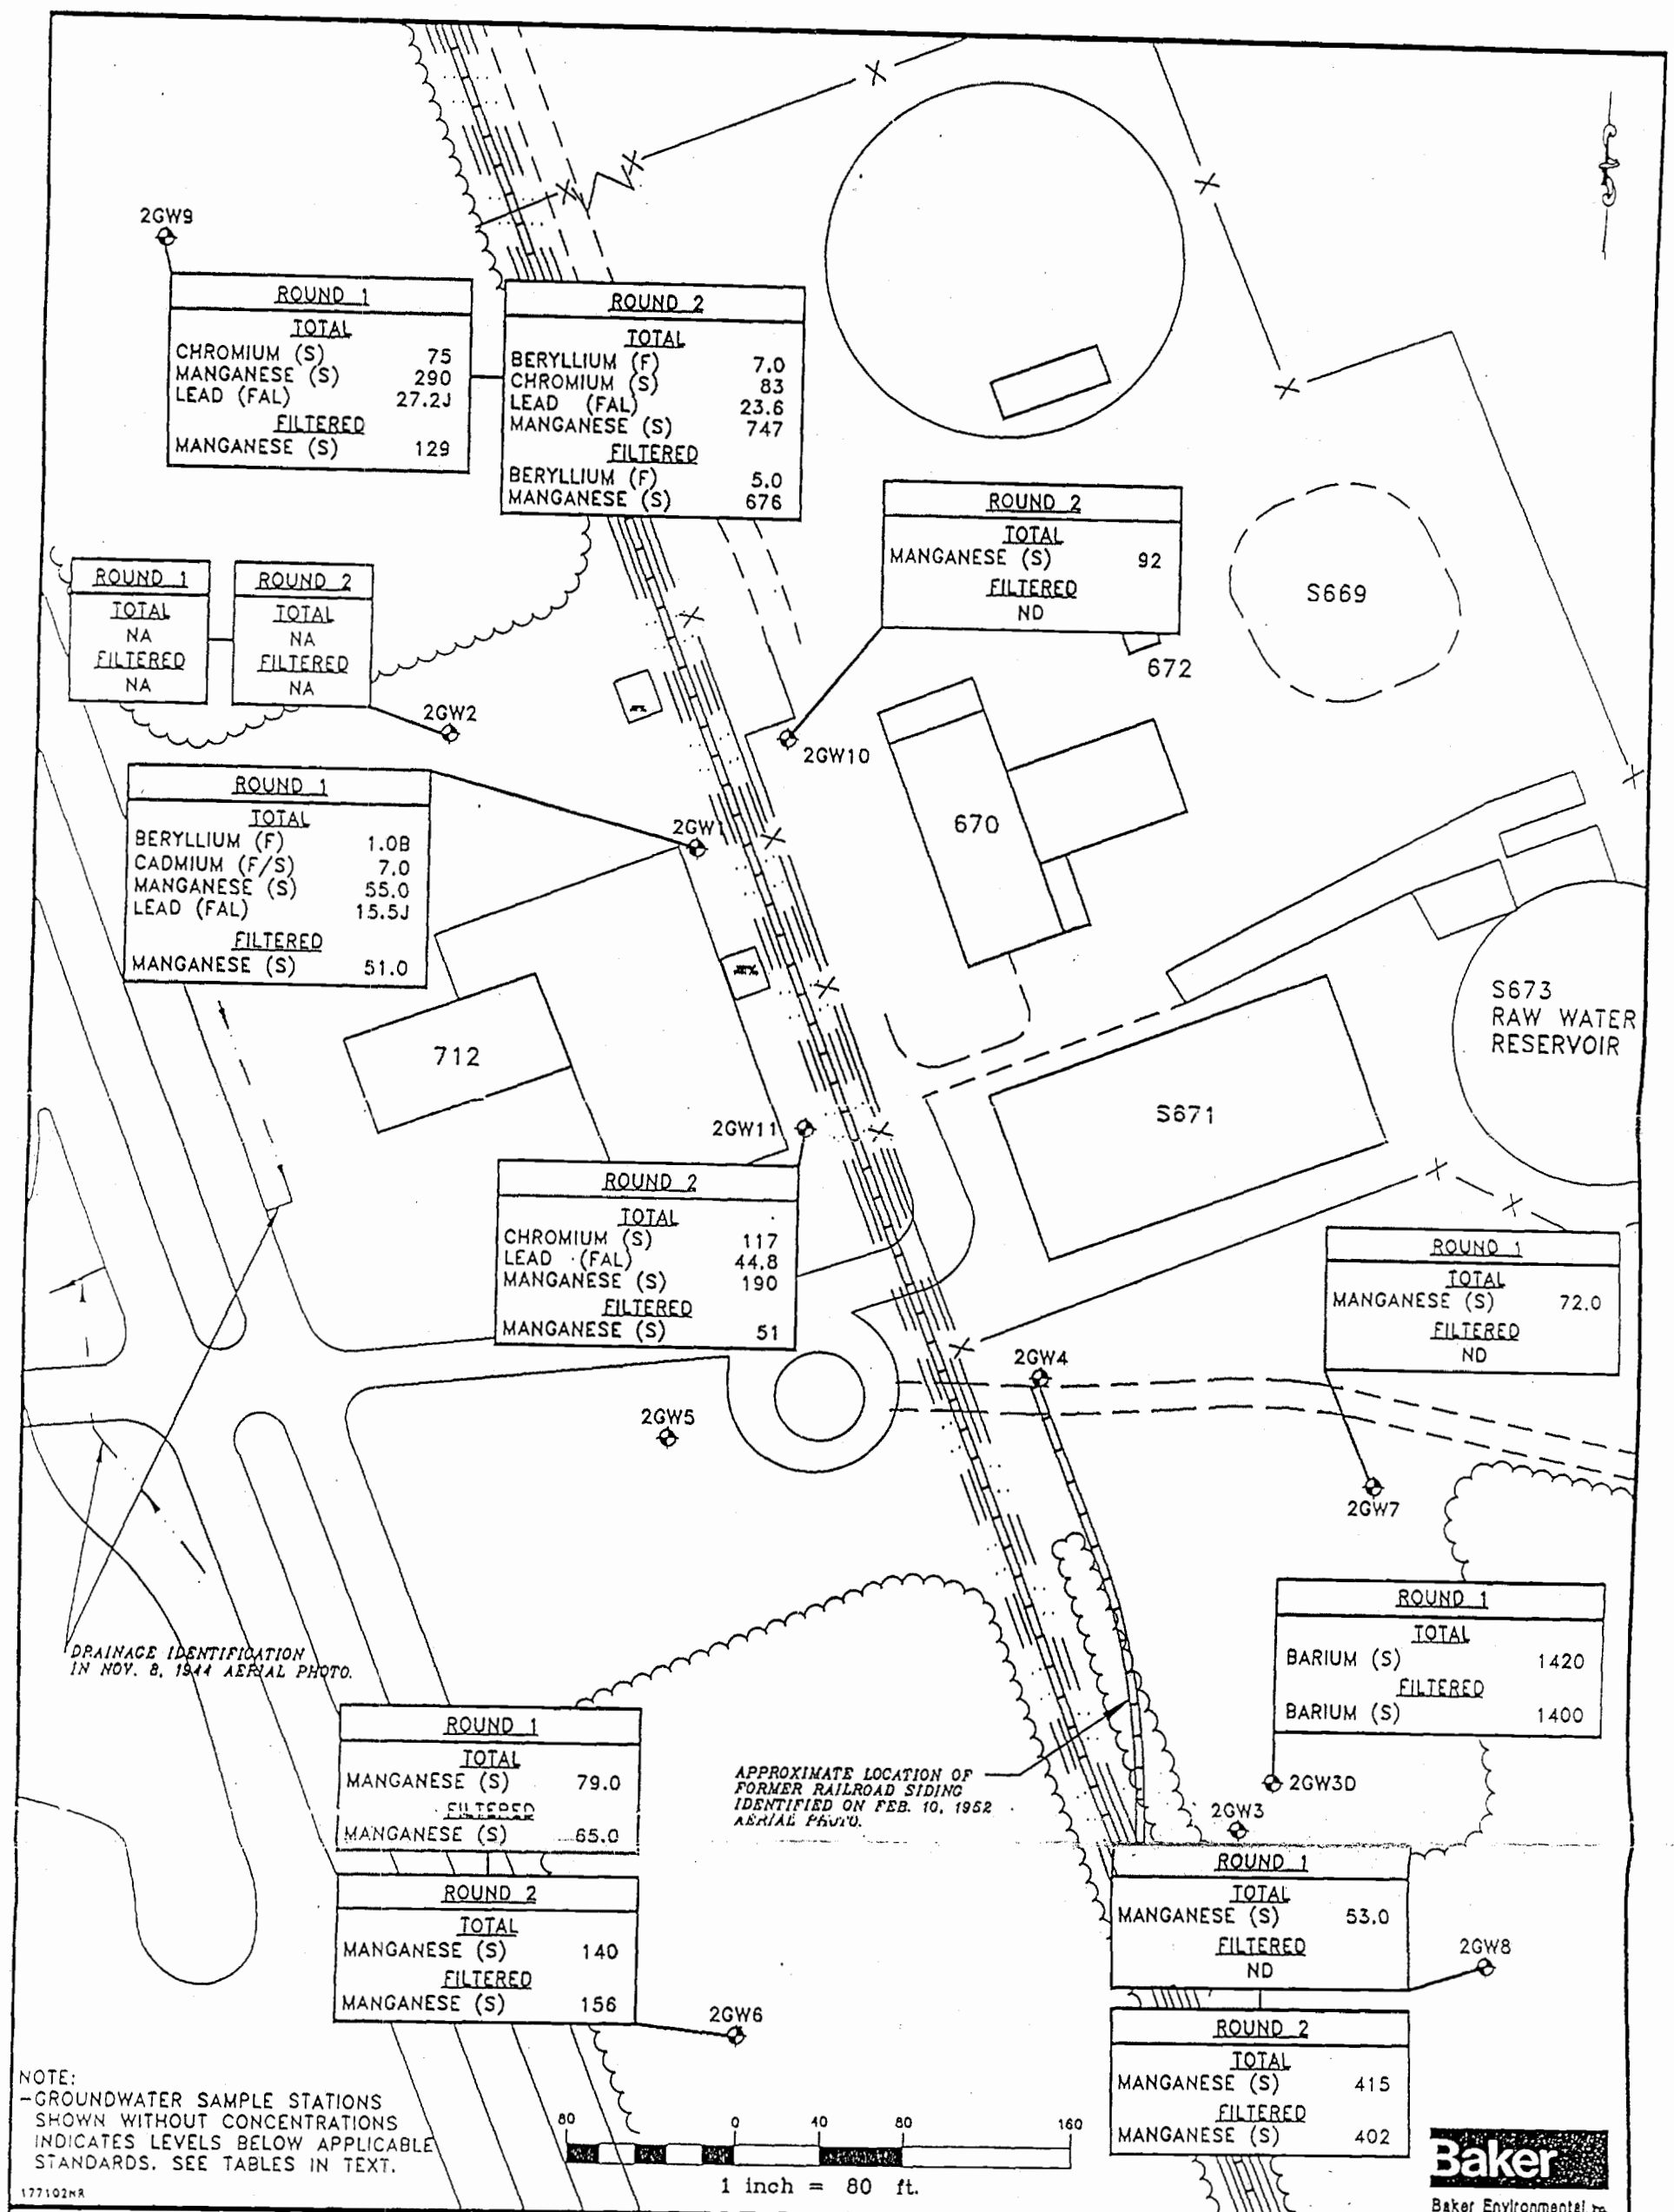 2GW9
ROUND 1
TOTAL
CHROMIUM (S) 75
MANGANESE (S) 290
LEAD (FAL) 27.2J
FILTERED
MANGANESE (S) 129
ROUND 2
TOTAL
BERYLLIUM (F) 7.0
CHROMIUM (S) 83
LEAD (FAL) 23.6
MANGANESE (S) 747
FILTERED
BERYLLIUM (F) 5.0
MANGANESE (S) 676
ROUND 2
TOTAL
MANGANESE (S) 92
FILTERED
ND
S669
672
ROUND 1
TOTAL
NA
FILTERED
NA
ROUND 2
TOTAL
NA
FILTERED
NA
2GW2
2GW10
ROUND 1
TOTAL
BERYLLIUM (F) 1.0B
CADMIUM (F/S) 7.0
MANGANESE (S) 55.0
LEAD (FAL) 15.5J
FILTERED
MANGANESE (S) 51.0
2GW1
670
S673
RAW WATER
RESERVOIR
712
S671
2GW11
ROUND 2
TOTAL
CHROMIUM (S) 117
LEAD (FAL) 44.8
MANGANESE (S) 190
FILTERED
MANGANESE (S) 51
ROUND 1
TOTAL
MANGANESE (S) 72.0
FILTERED
ND
2GW4
2GW5
2GW7
DRAINAGE IDENTIFICATION
IN NOV. 8, 1944 AERIAL PHOTO.
ROUND 1
TOTAL
BARIUM (S) 1420
FILTERED
BARIUM (S) 1400
ROUND 1
TOTAL
MANGANESE (S) 79.0
FILTERED
MANGANESE (S) 65.0
APPROXIMATE LOCATION OF
FORMER RAILROAD SIDING
IDENTIFIED ON FEB. 10, 1952
AERIAL PHOTO.
2GW3D
2GW3
ROUND 1
TOTAL
MANGANESE (S) 53.0
FILTERED
ND
2GW8
ROUND 2
TOTAL
MANGANESE (S) 140
FILTERED
MANGANESE (S) 156
2GW6
ROUND 2
TOTAL
MANGANESE (S) 415
FILTERED
MANGANESE (S) 402
NOTE:
-GROUNDWATER SAMPLE STATIONS
SHOWN WITHOUT CONCENTRATIONS
INDICATES LEVELS BELOW APPLICABLE
STANDARDS. SEE TABLES IN TEXT.
177102NR
80 0 40 80 160
1 inch = 80 ft.
Baker
Baker Environmental